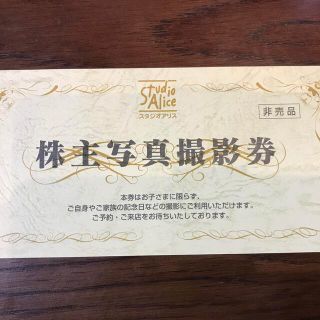 Studio
Alice
スタジオアリス
非売品
株主写真撮影券
本券はお子さまに限らず、
ご自身やご家族の記念日などの撮影にご利用いただけます。
ご予約・ご来店をお待ちいたしております。